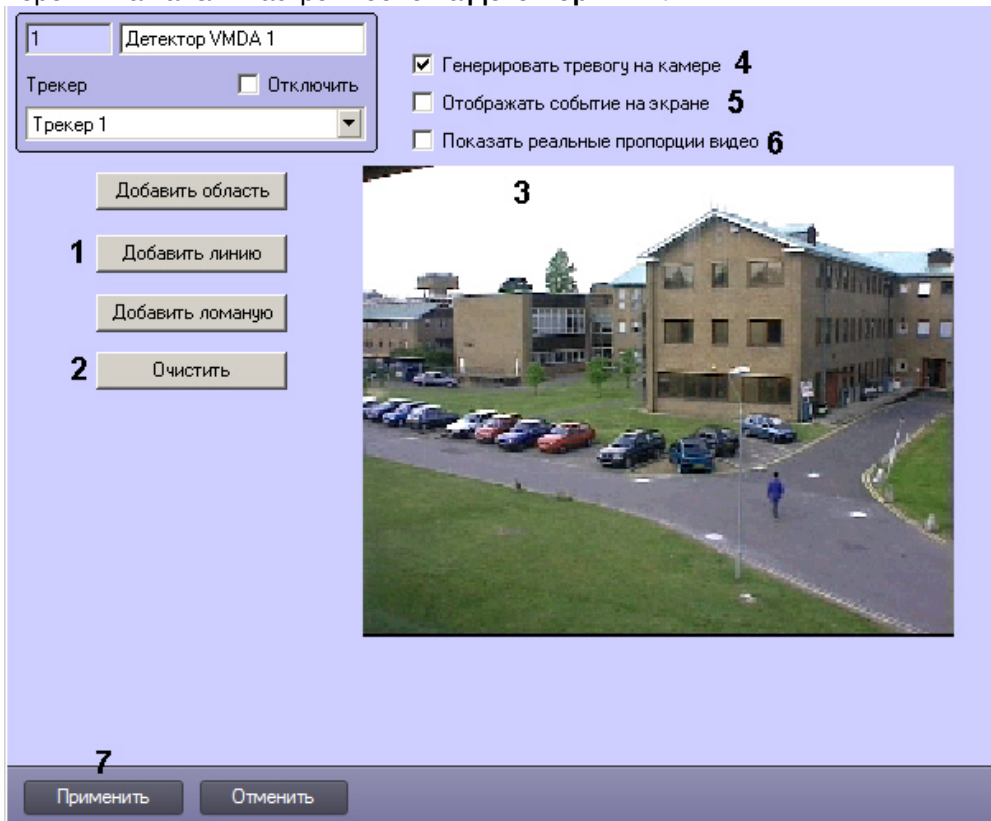 1 Детектор VMDA 1
Трекер Отключить
Трекер 1
Генерировать тревогу на камере 4
Отображать событие на экране 5
Показать реальные пропорции видео 6
Добавить область
3
1 Добавить линию
Добавить ломаную
2 Очистить
7
Применить Отменить